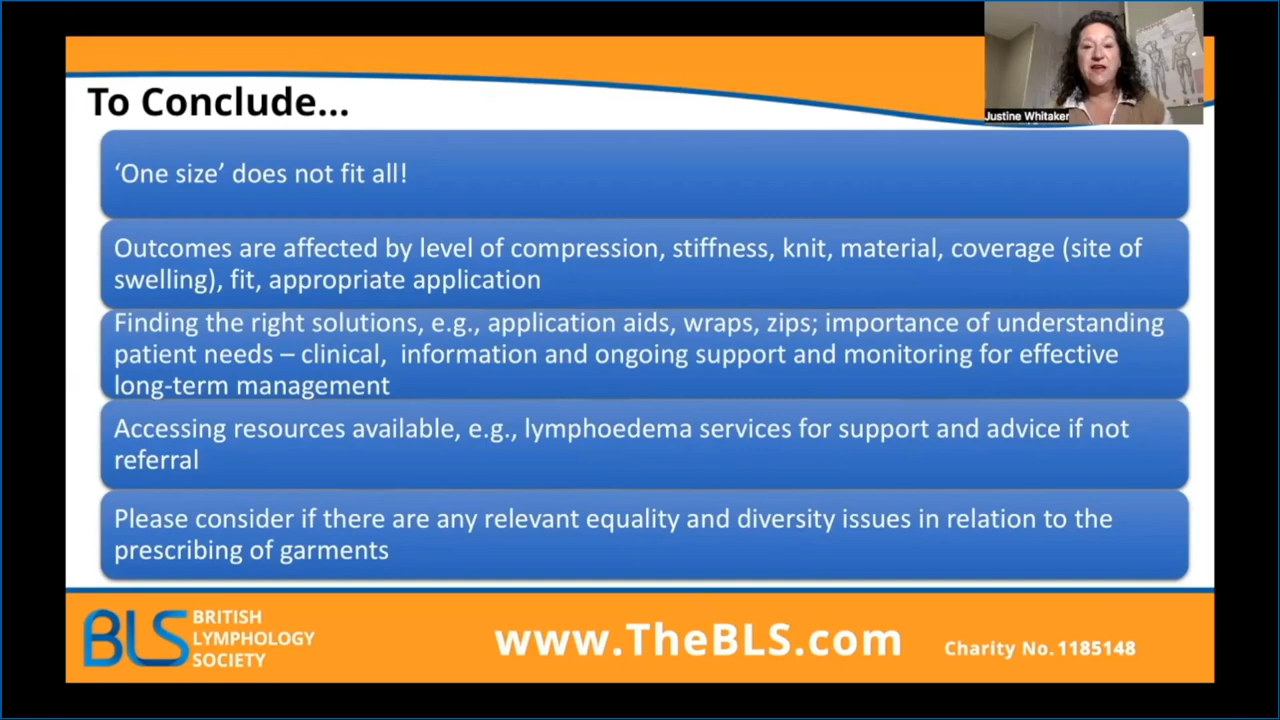 Justine Whitaker
To Conclude...
‘One size’ does not fit all!
Outcomes are affected by level of compression, stiffness, knit, material, coverage (site of
swelling), fit, appropriate application
Finding the right solutions, e.g., application aids, wraps, zips; importance of understanding
patient needs – clinical,  information and ongoing support and monitoring for effective
long-term management
Accessing resources available, e.g., lymphoedema services for support and advice if not
referral
Please consider if there are any relevant equality and diversity issues in relation to the
prescribing of garments
BLS
BRITISH
LYMPHOLOGY
SOCIETY
www.TheBLS.com
Charity No. 1185148